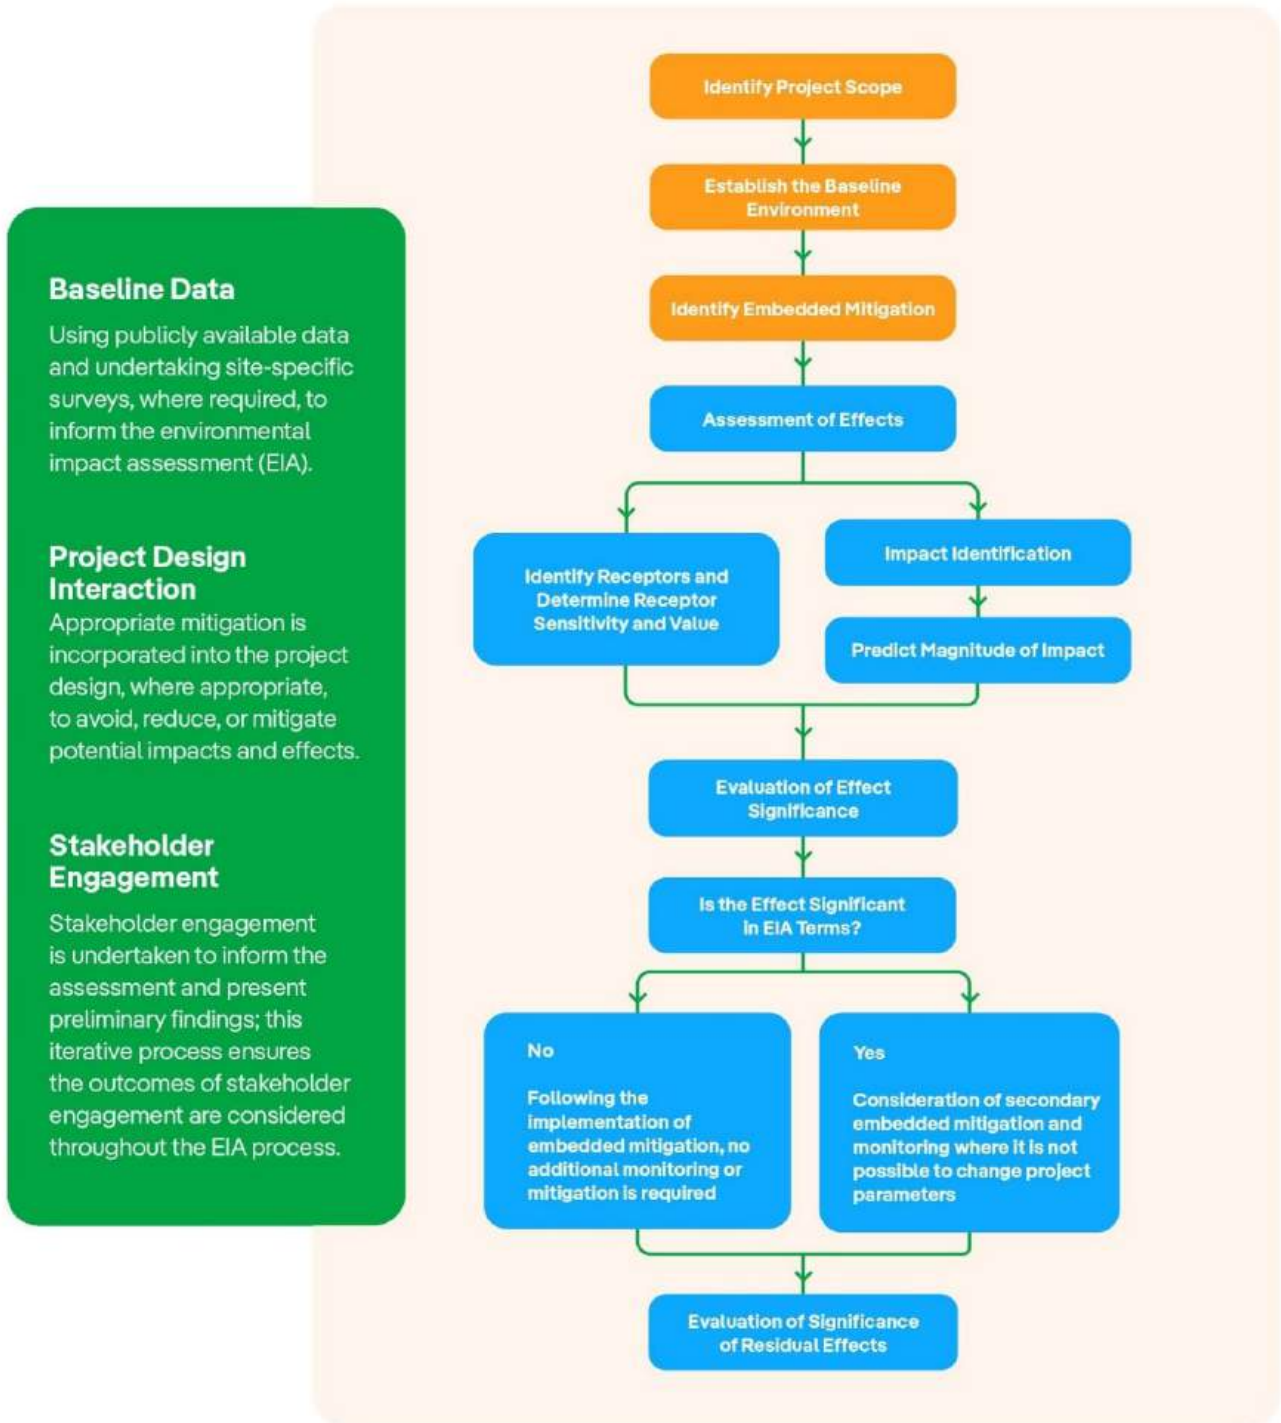 Baseline Data
Using publicly available data
and undertaking site-specific
surveys, where required, to
inform the environmental
impact assessment (EIA).
Project Design
Interaction
Appropriate mitigation is
incorporated into the project
design, where appropriate,
to avoid, reduce, or mitigate
potential impacts and effects.
Stakeholder
Engagement
Stakeholder engagement
is undertaken to inform the
assessment and present
preliminary findings; this
iterative process ensures
the outcomes of stakeholder
engagement are considered
throughout the EIA process.
Identify Project Scope
Establish the Baseline
Environment
Identify Embedded Mitigation
Assessment of Effects
Identify Receptors and
Determine Receptor
Sensitivity and Value
Impact Identification
Predict Magnitude of Impact
Evaluation of Effect
Significance
Is the Effect Significant
in EIA Terms?
No
Following the
implementation of
embedded mitigation, no
additional monitoring or
mitigation is required
Yes
Consideration of secondary
embedded mitigation and
monitoring where it is not
possible to change project
parameters
Evaluation of Significance
of Residual Effects